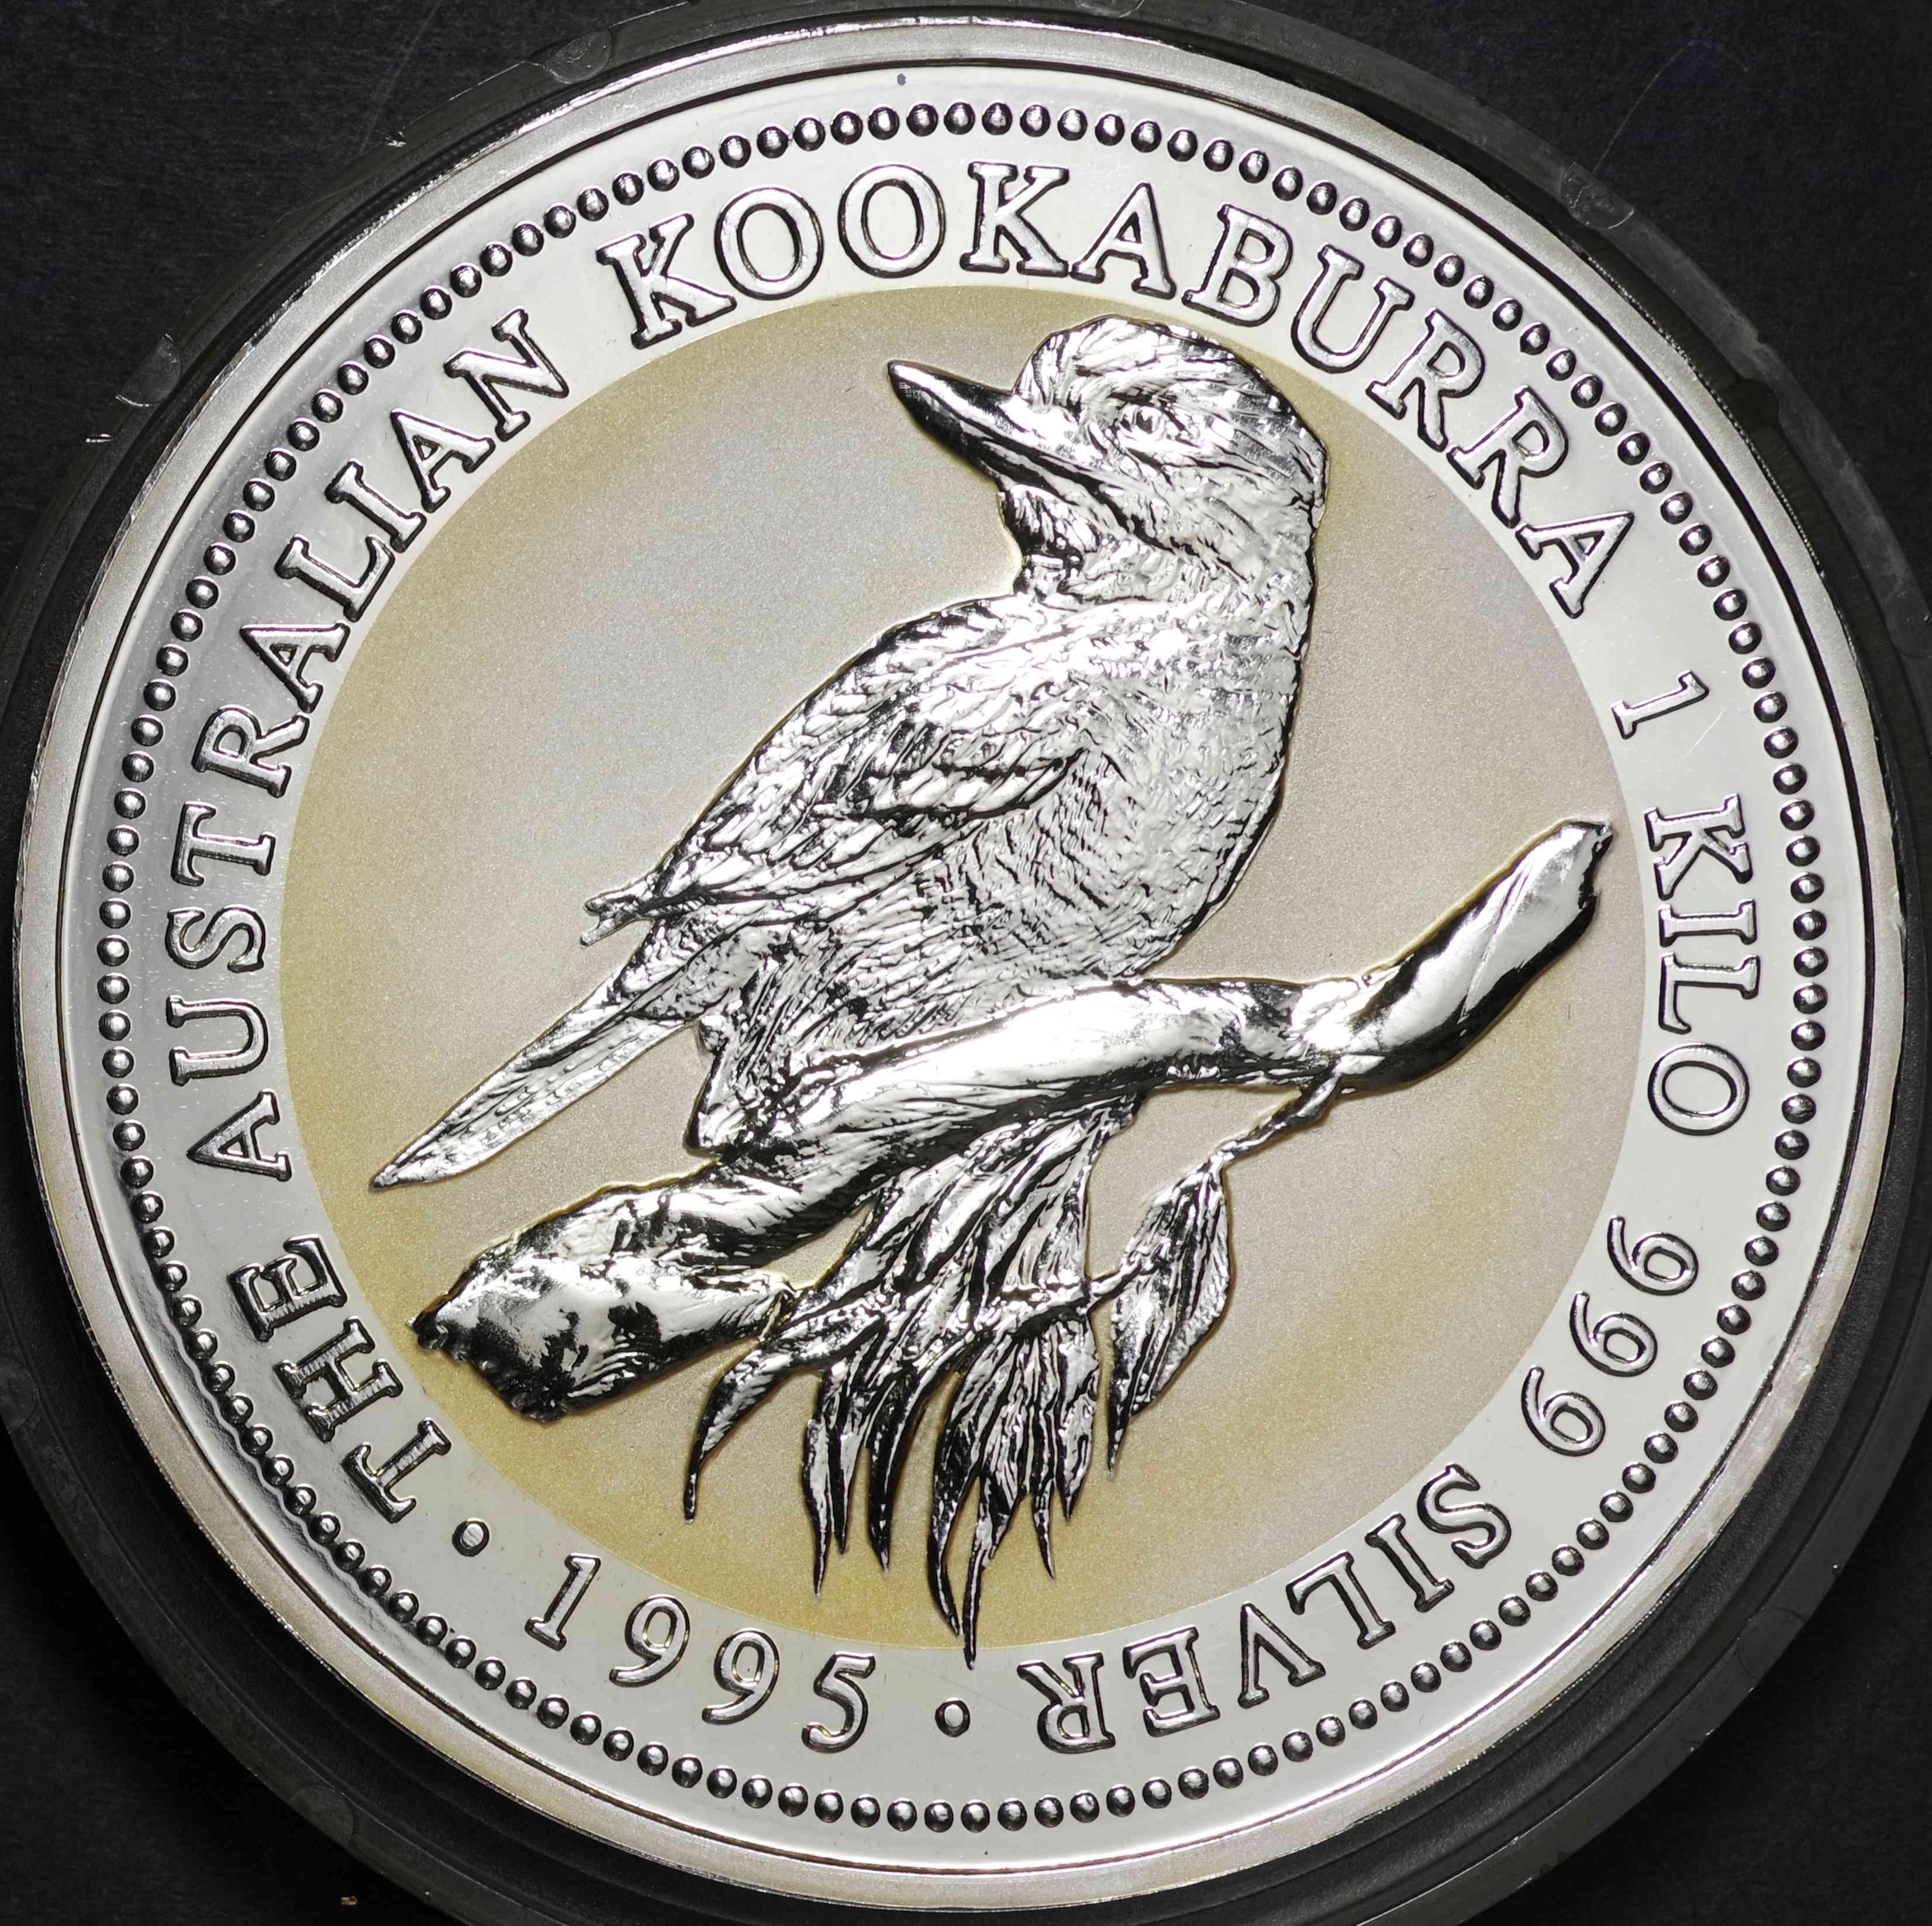 THE AUSTRALIAN KOOKABURRA 1 KILO 999 SILVER
· 1995 ·